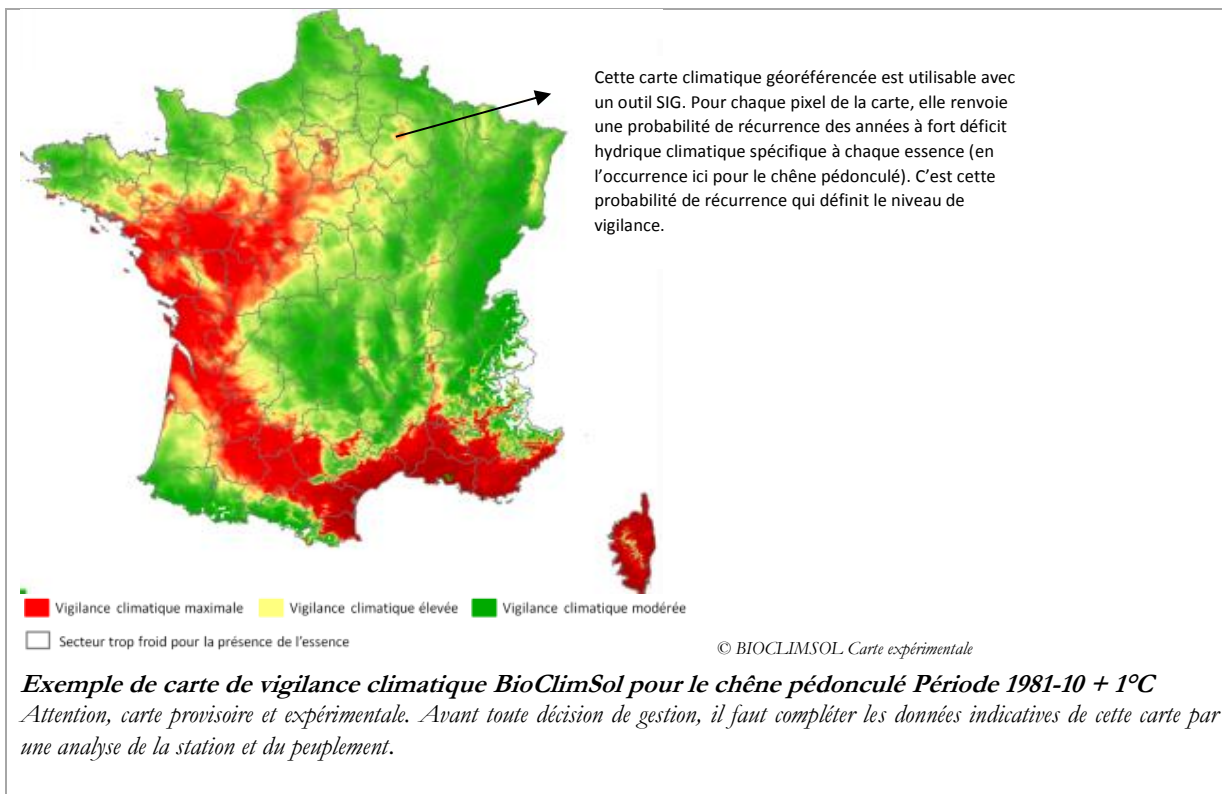 Cette carte climatique géoréférencée est utilisable avec
un outil SIG. Pour chaque pixel de la carte, elle renvoie
une probabilité de récurrence des années à fort déficit
hydrique climatique spécifique à chaque essence (en
l’occurrence ici pour le chêne pédonculé). C’est cette
probabilité de récurrence qui définit le niveau de
vigilance.
Vigilance climatique maximale
Vigilance climatique élevée
Vigilance climatique modérée
Secteur trop froid pour la présence de l’essence
© BIOCLIMSOL Carte expérimentale
Exemple de carte de vigilance climatique BioClimSol pour le chêne pédonculé Période 1981-10 + 1°C
Attention, carte provisoire et expérimentale. Avant toute décision de gestion, il faut compléter les données indicatives de cette carte par
une analyse de la station et du peuplement.